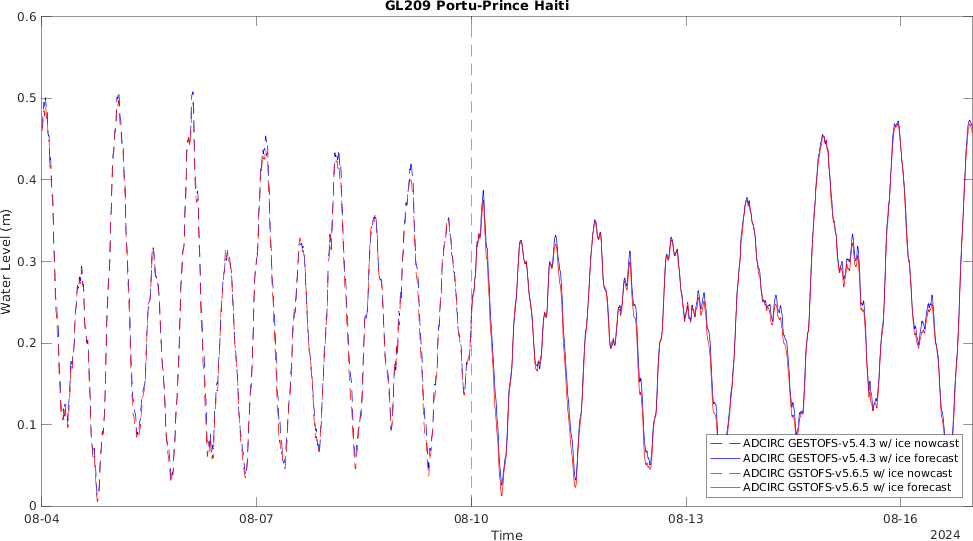 GL209 Portu-Prince Haiti
0.6
0.5
0.4
0.3
0.2
0.1
0
Water Level (m)
08-04
08-07
08-10
08-13
08-16
Time
2024
ADCIRC GESTOFS-v5.4.3 w/ ice nowcast
ADCIRC GESTOFS-v5.4.3 w/ ice forecast
ADCIRC GSTOFS-v5.6.5 w/ ice nowcast
ADCIRC GSTOFS-v5.6.5 w/ ice forecast